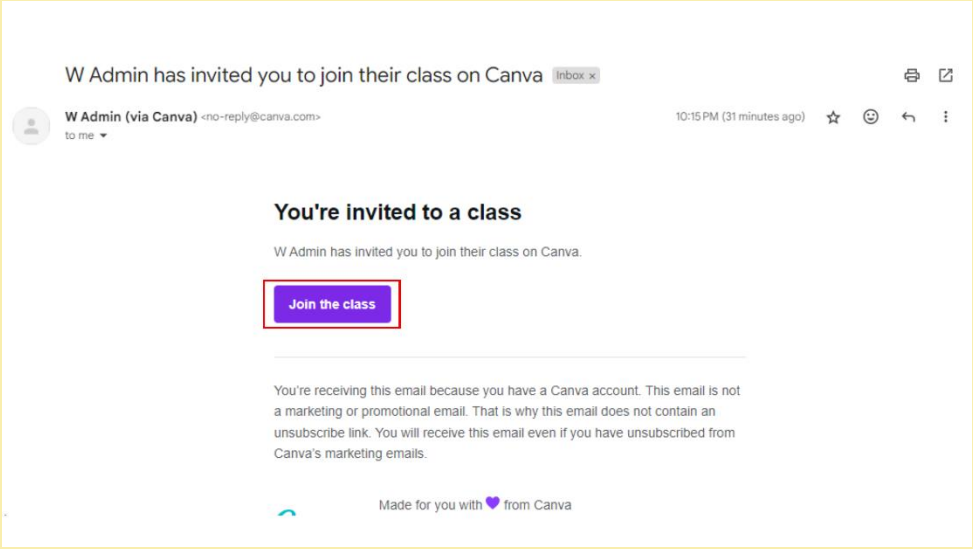 W Admin has invited you to join their class on Canva Inbox x
W Admin (via Canva) <no-reply@canva.com> 10:15 PM (31 minutes ago)
to me
You're invited to a class
W Admin has invited you to join their class on Canva.
Join the class
You're receiving this email because you have a Canva account. This email is not
a marketing or promotional email. That is why this email does not contain an
unsubscribe link. You will receive this email even if you have unsubscribed from
Canva's marketing emails.
Made for you with 💜 from Canva